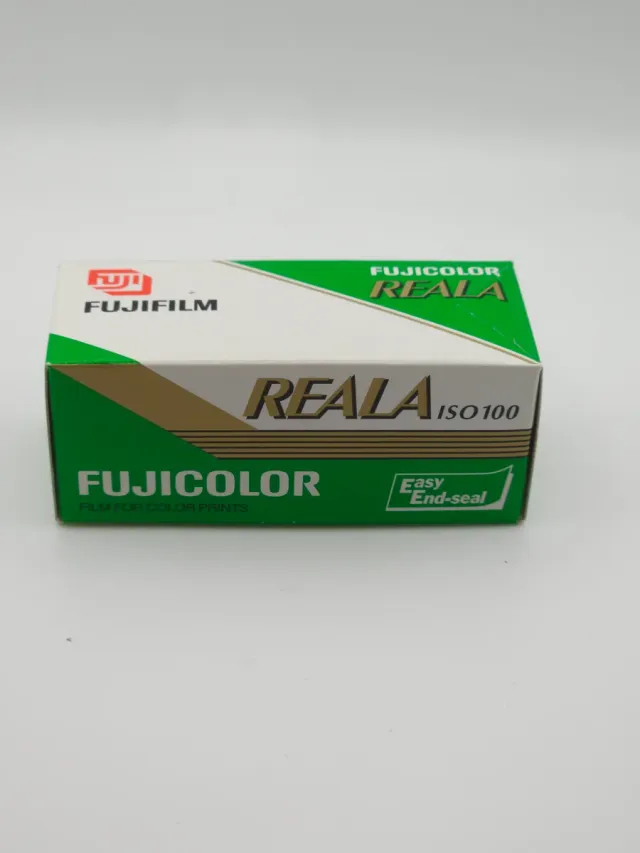 FUJI
FUJIFILM
FUJICOLOR
REALA
REALA ISO 100
FUJICOLOR
FILM FOR COLOR PRINTS
Easy
End-seal